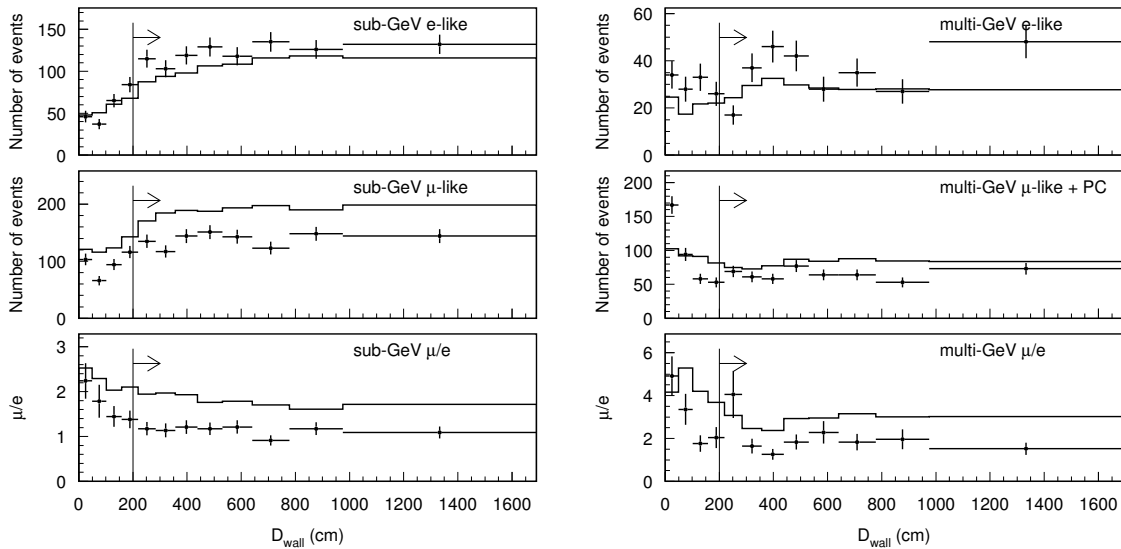 Number of events
sub-GeV e-like
150
100
50
0
Number of events
multi-GeV e-like
60
40
20
0
Number of events
sub-GeV μ-like
200
100
0
Number of events
multi-GeV μ-like + PC
200
150
100
50
0
μ/e
sub-GeV μ/e
3
2
1
0
0 200 400 600 800 1000 1200 1400 1600
D_wall (cm)
μ/e
multi-GeV μ/e
6
4
2
0
0 200 400 600 800 1000 1200 1400 1600
D_wall (cm)